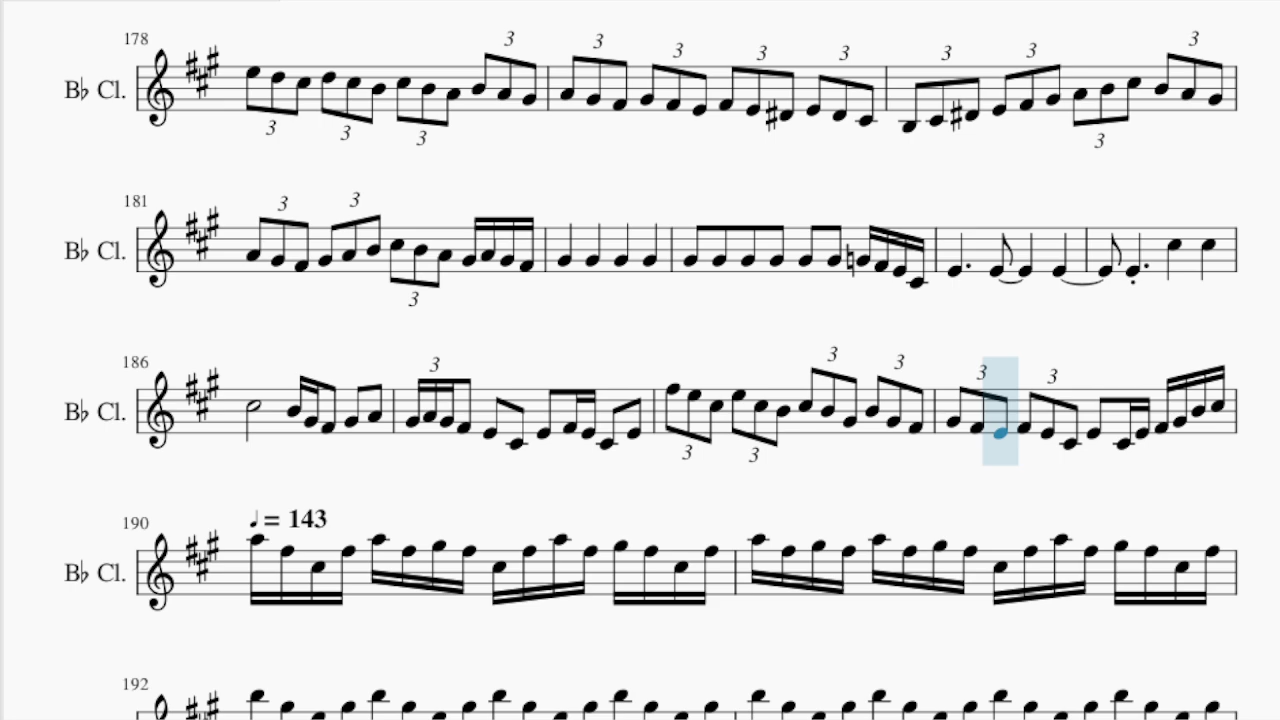 178
3 3 3 3 3 3
B♭ Cl.
3 3 3 3 3 3
181
3 3
B♭ Cl.
3
186
3 3 3 3 3
B♭ Cl.
3 3
190
♩ = 143
B♭ Cl.
192